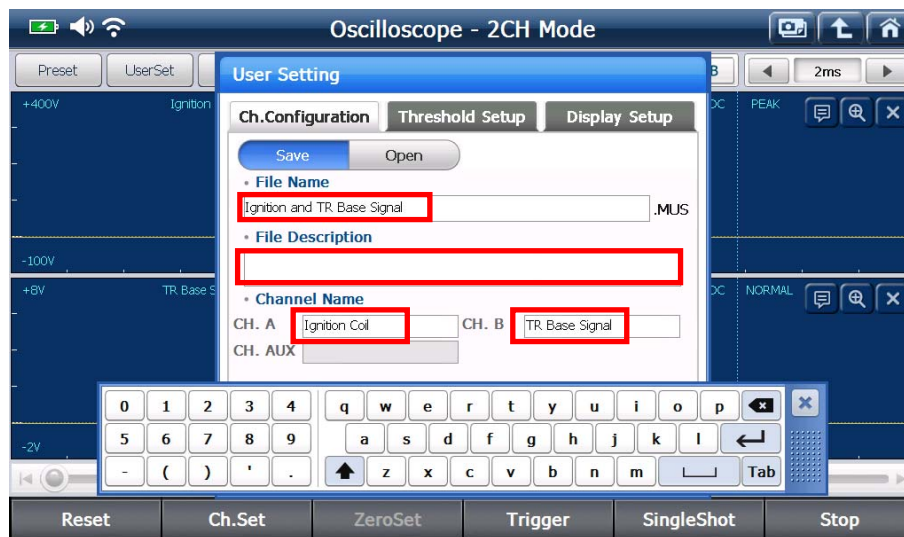 Oscilloscope - 2CH Mode
Preset UserSet B 2ms
User Setting
+400V Ignition DC PEAK
Ch.Configuration Threshold Setup Display Setup
Save Open
• File Name
Ignition and TR Base Signal .MUS
• File Description
-100V
+8V TR Base S DC NORMAL
• Channel Name
CH. A Ignition Coil CH. B TR Base Signal
CH. AUX
0 1 2 3 4 q w e r t y u i o p
5 6 7 8 9 a s d f g h j k l
-2V
- ( ) ' . z x c v b n m Tab
Reset Ch.Set ZeroSet Trigger SingleShot Stop